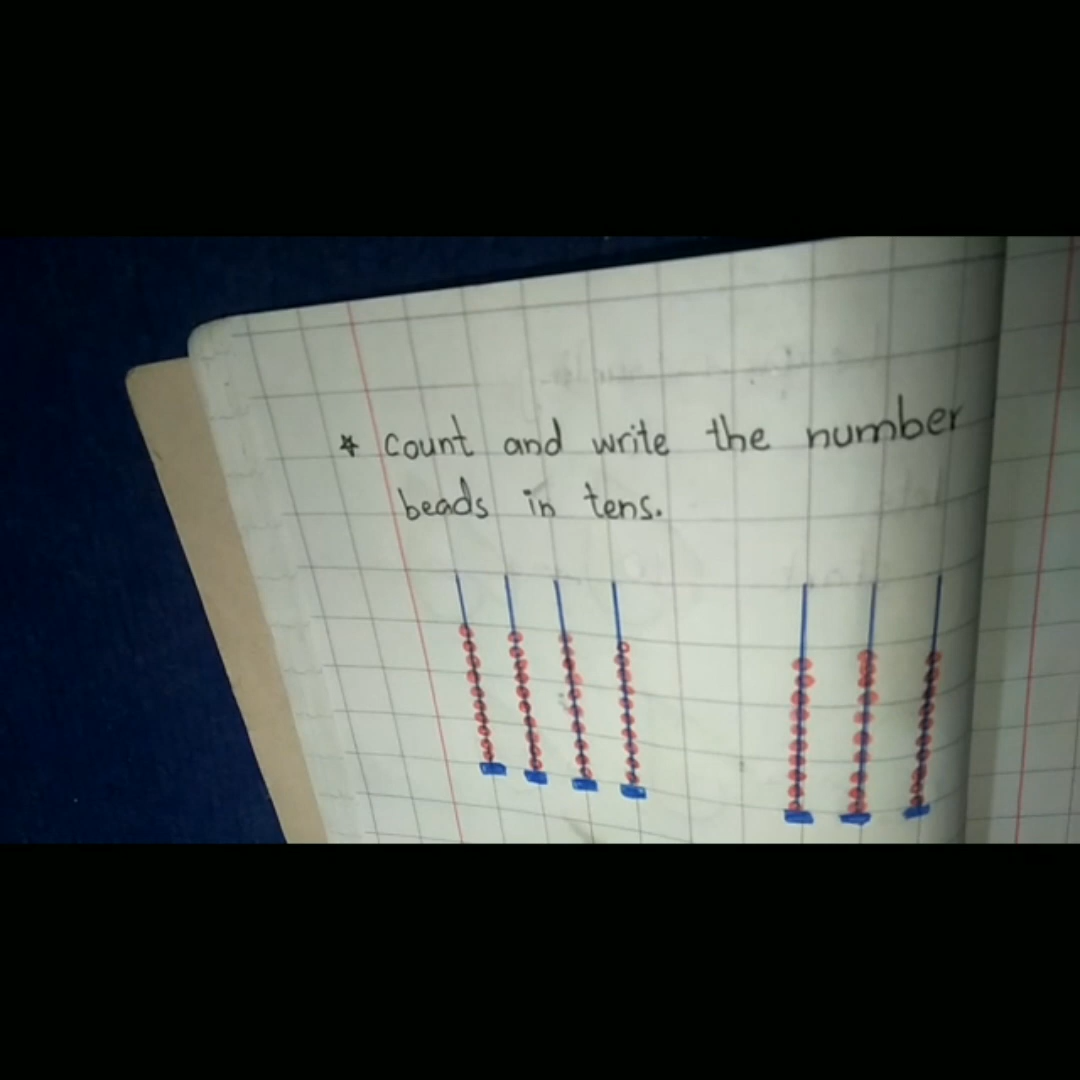 * Count and write the number
beads in tens.